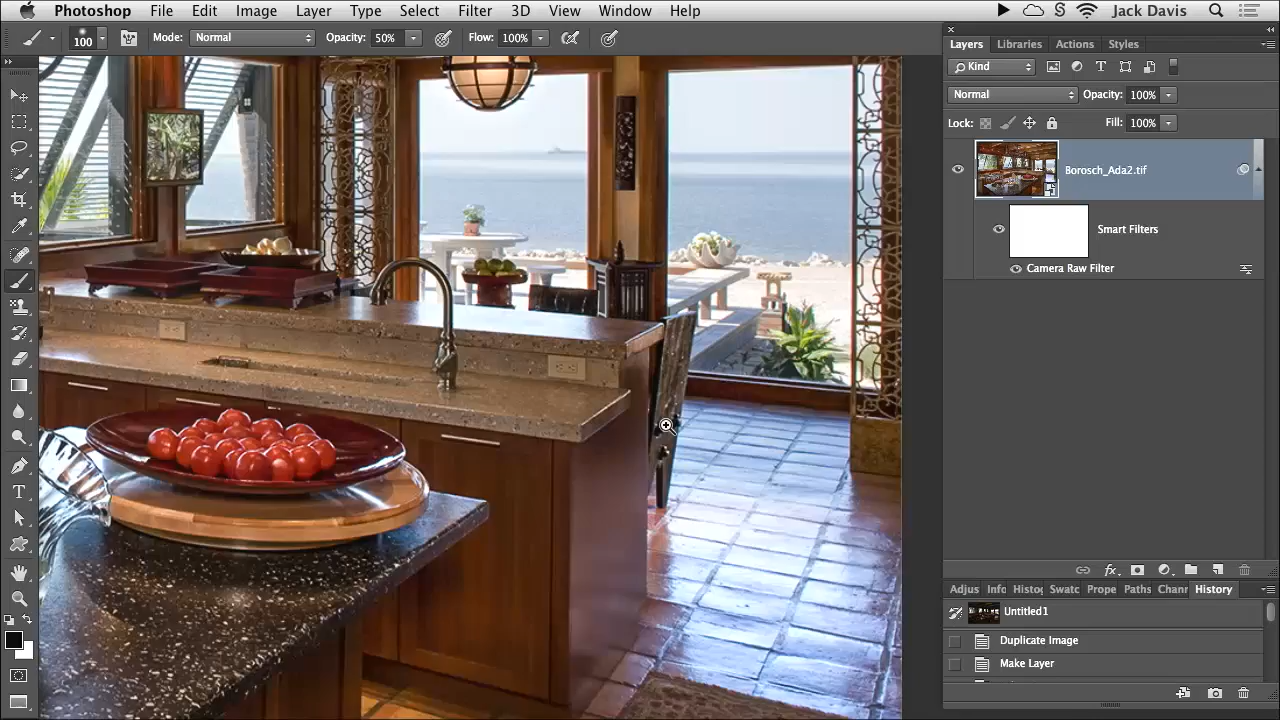 Photoshop File Edit Image Layer Type Select Filter 3D View Window Help Jack Davis
100 Mode: Normal Opacity: 50% Flow: 100%
Layers Libraries Actions Styles
Kind T
Normal Opacity: 100%
Lock: Fill: 100%
Borosch_Ada2.tif
Smart Filters
Camera Raw Filter
fx
Adjus Info Histog Swatc Prope Paths Chann History
Untitled1
Duplicate Image
Make Layer